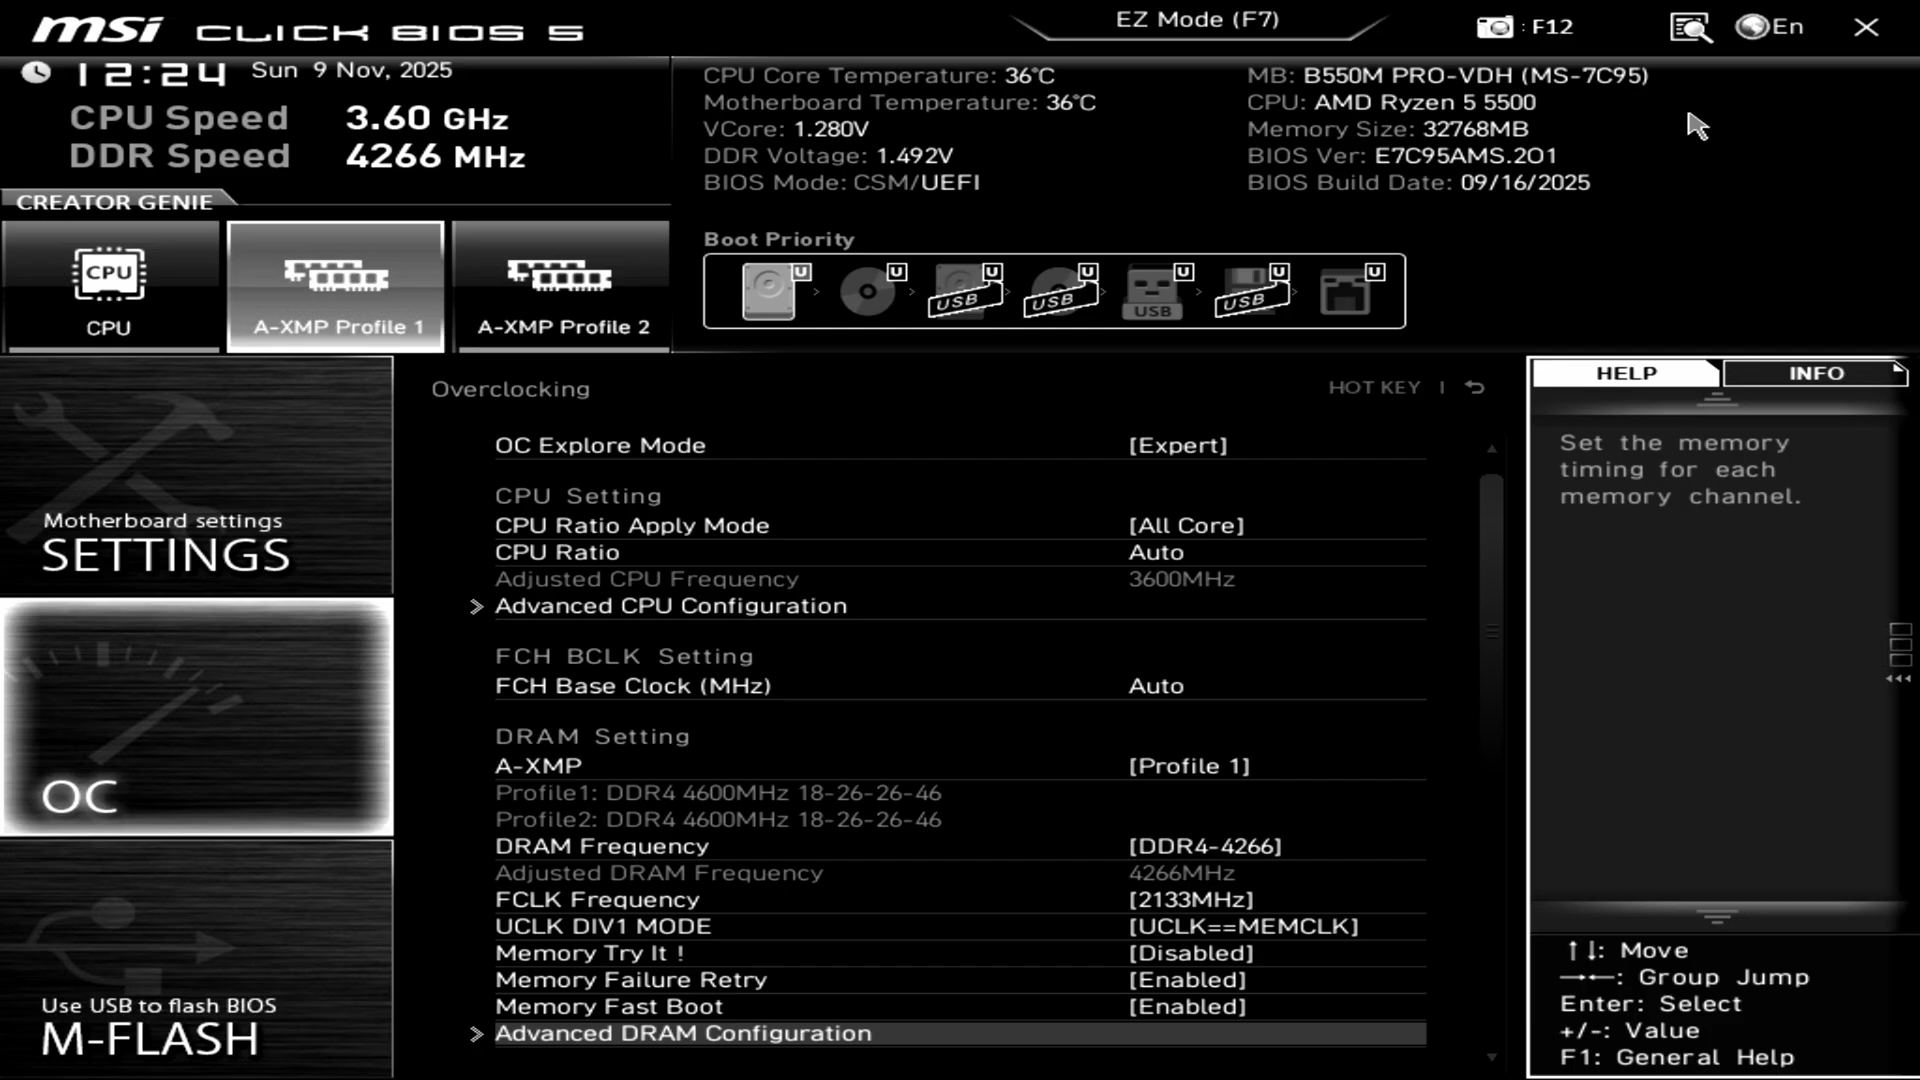 msi CLICK BIOS 5
EZ Mode (F7)
: F12
En
12:24 Sun 9 Nov, 2025
CPU Speed 3.60 GHz
DDR Speed 4266 MHz
CPU Core Temperature: 36°C
Motherboard Temperature: 36°C
VCore: 1.280V
DDR Voltage: 1.492V
BIOS Mode: CSM/UEFI
MB: B550M PRO-VDH (MS-7C95)
CPU: AMD Ryzen 5 5500
Memory Size: 32768MB
BIOS Ver: E7C95AMS.2O1
BIOS Build Date: 09/16/2025
CREATOR GENIE
CPU
CPU
A-XMP Profile 1
A-XMP Profile 2
Boot Priority
U U U U U U U
USB USB USB USB
Motherboard settings
SETTINGS
OC
Use USB to flash BIOS
M-FLASH
Overclocking
HOT KEY |
OC Explore Mode [Expert]
CPU Setting
CPU Ratio Apply Mode [All Core]
CPU Ratio Auto
Adjusted CPU Frequency 3600MHz
> Advanced CPU Configuration
FCH BCLK Setting
FCH Base Clock (MHz) Auto
DRAM Setting
A-XMP [Profile 1]
Profile1: DDR4 4600MHz 18-26-26-46
Profile2: DDR4 4600MHz 18-26-26-46
DRAM Frequency [DDR4-4266]
Adjusted DRAM Frequency 4266MHz
FCLK Frequency [2133MHz]
UCLK DIV1 MODE [UCLK==MEMCLK]
Memory Try It ! [Disabled]
Memory Failure Retry [Enabled]
Memory Fast Boot [Enabled]
> Advanced DRAM Configuration
HELP
INFO
Set the memory
timing for each
memory channel.
↑↓: Move
→←: Group Jump
Enter: Select
+/-: Value
F1: General Help